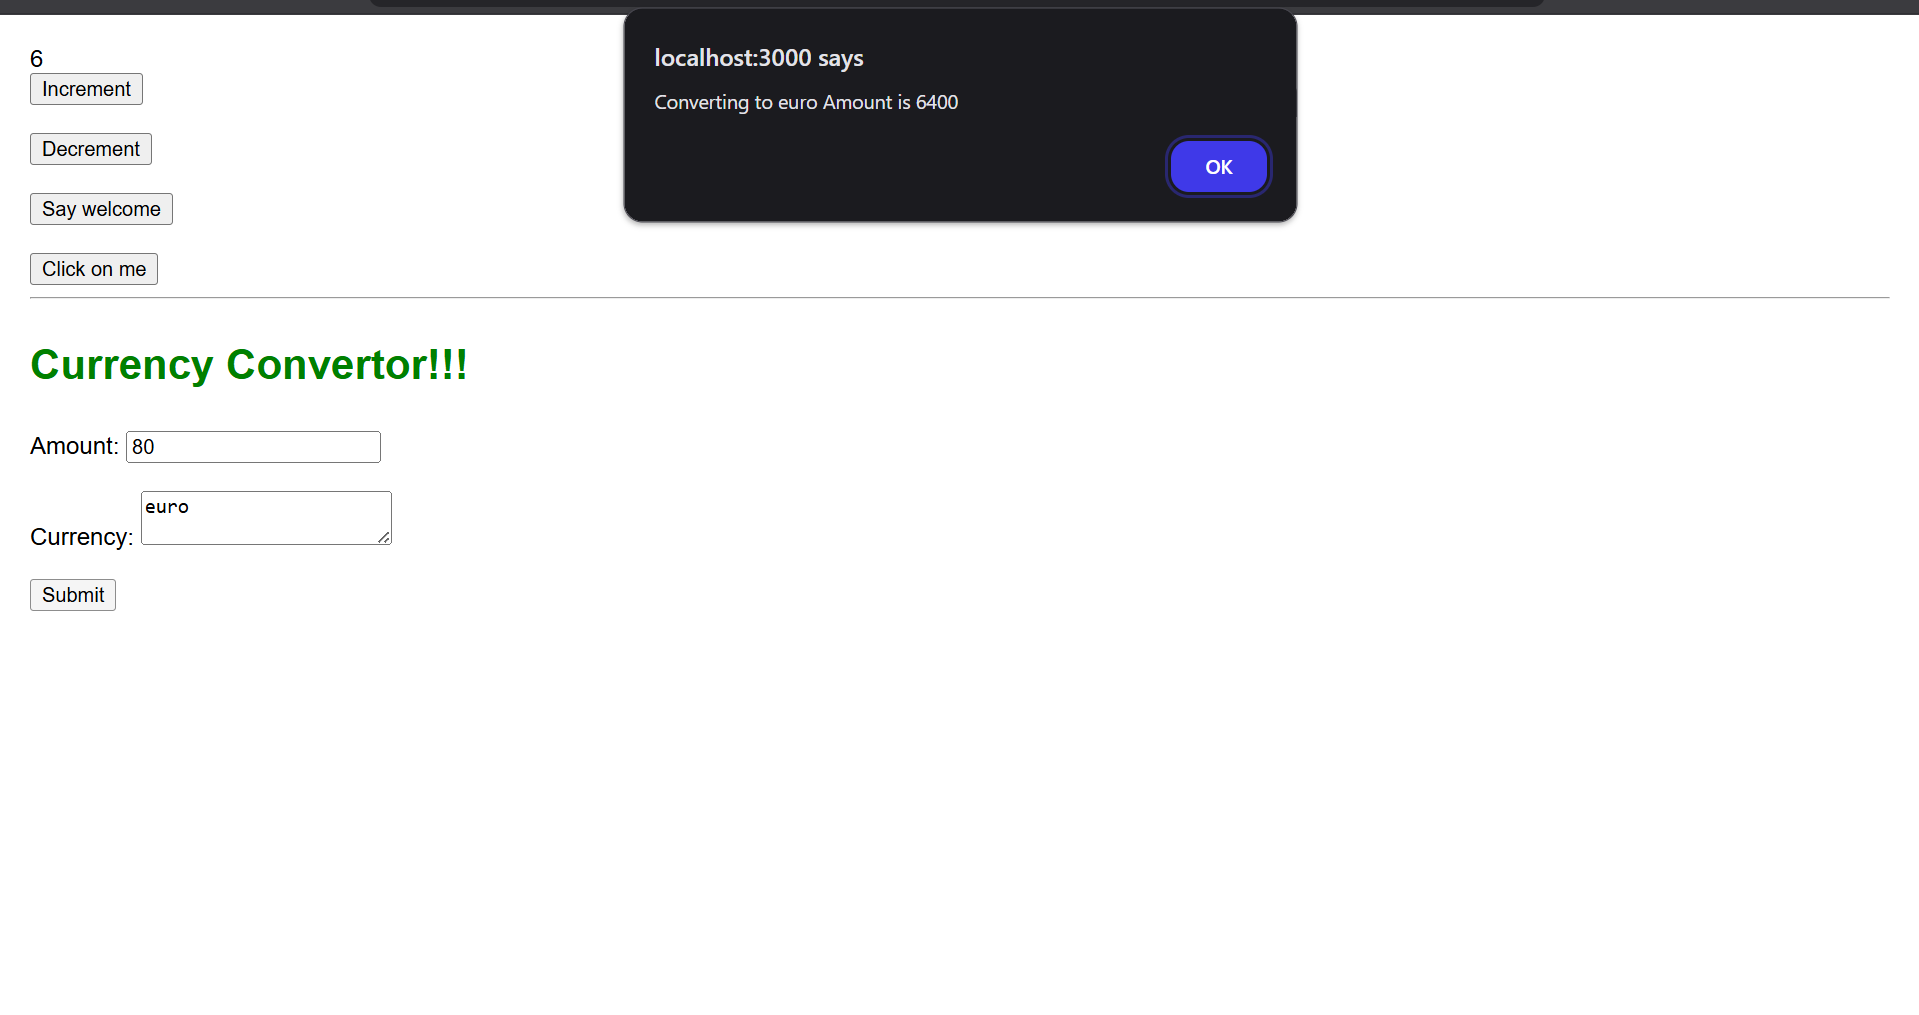 localhost:3000 says
Converting to euro Amount is 6400
OK
6
Increment
Decrement
Say welcome
Click on me
Currency Convertor!!!
Amount: 80
Currency: euro
Submit